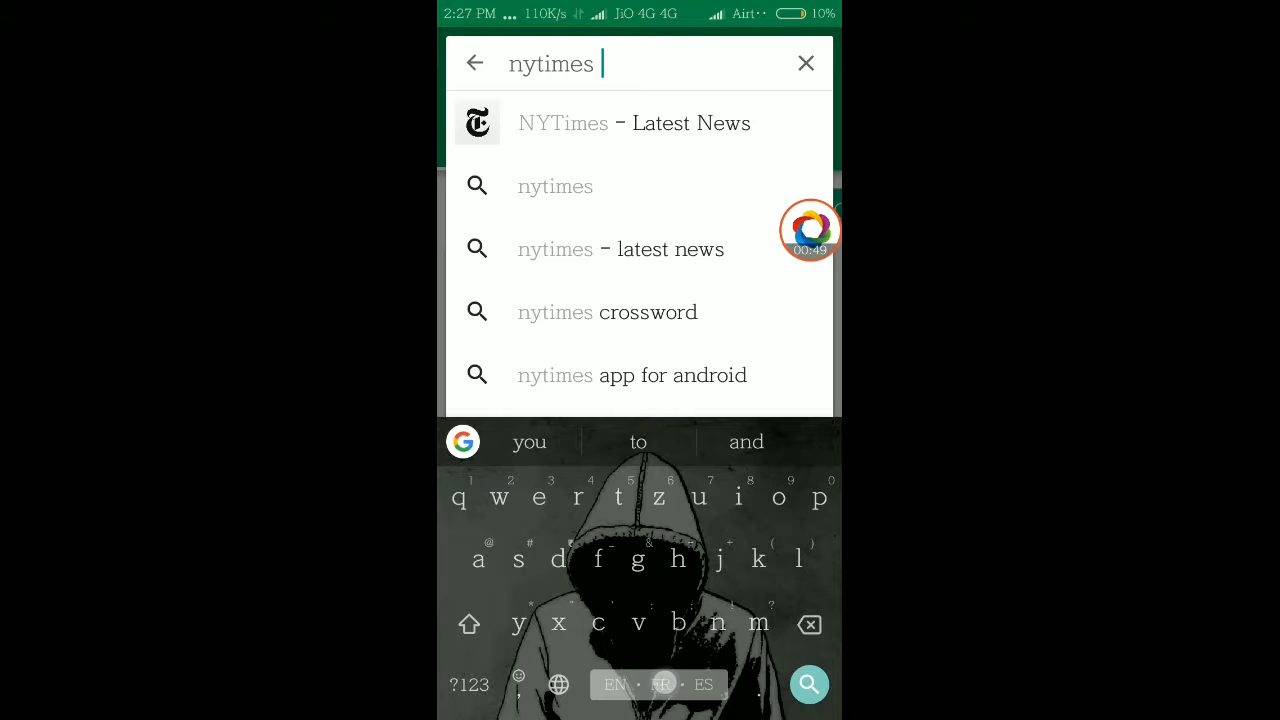 2:27 PM ... 110K/s JiO 4G 4G Airt·· 10%
nytimes
NYTimes – Latest News
nytimes
nytimes – latest news
00:49
nytimes crossword
nytimes app for android
G you to and
1 2 3 4 5 6 7 8 9 0
q w e r t z u i o p
@ # ₹ _ & - + ( )
a s d f g h j k l
* " ' : ; ! ?
y x c v b n m
?123 , EN · FR · ES .